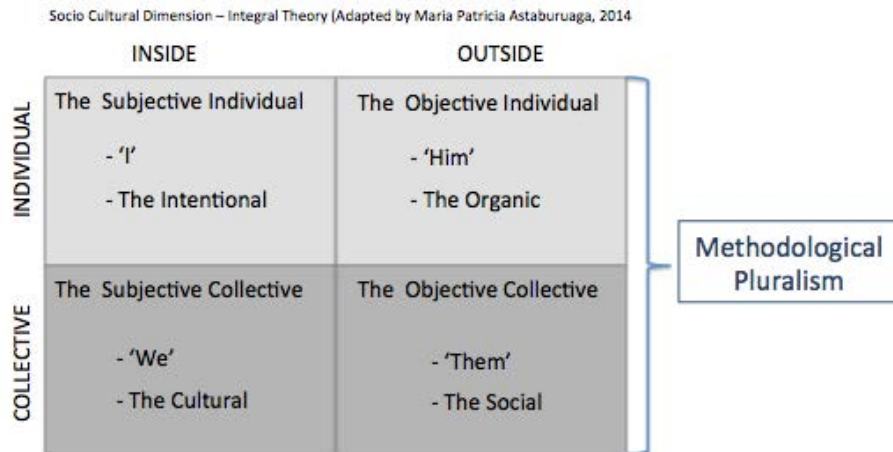 Socio Cultural Dimension – Integral Theory (Adapted by Maria Patricia Astaburuaga, 2014
INSIDE
OUTSIDE
INDIVIDUAL
The Subjective Individual
- 'I'
- The Intentional
The Objective Individual
- 'Him'
- The Organic
COLLECTIVE
The Subjective Collective
- 'We'
- The Cultural
The Objective Collective
- 'Them'
- The Social
Methodological
Pluralism